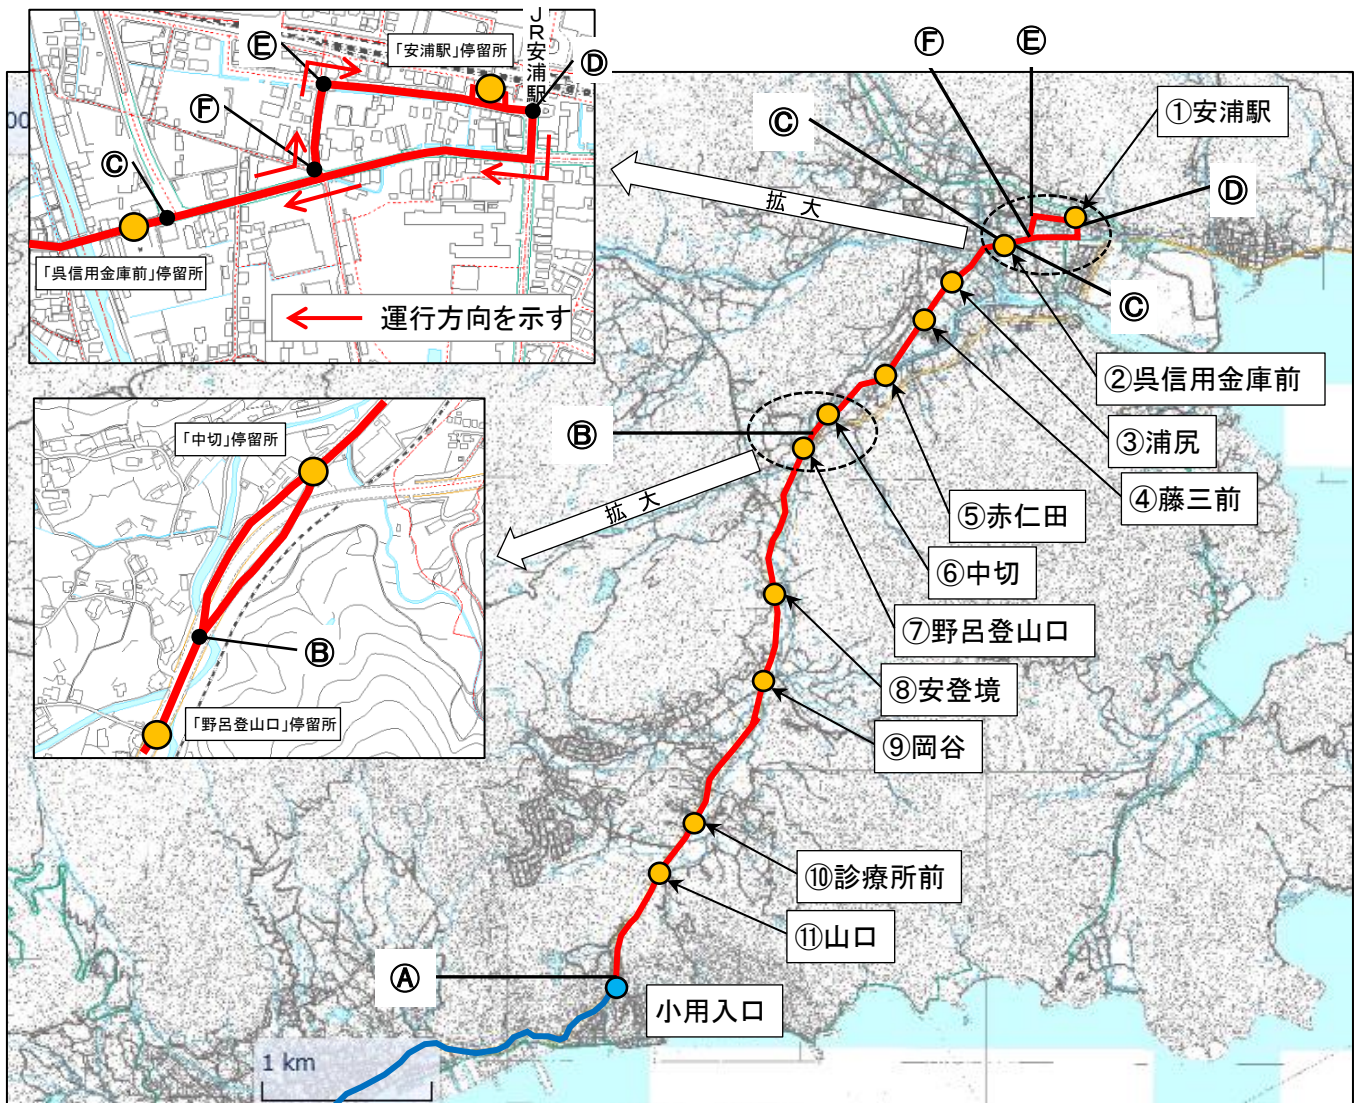 Ⓔ
「安浦駅」停留所
JR安浦駅
Ⓓ
Ⓕ
Ⓒ
「呉信用金庫前」停留所
運行方向を示す
Ⓕ
Ⓔ
Ⓒ
①安浦駅
Ⓓ
拡大
Ⓒ
②呉信用金庫前
③浦尻
④藤三前
⑤赤仁田
⑥中切
Ⓑ
拡大
⑦野呂登山口
「中切」停留所
Ⓑ
「野呂登山口」停留所
⑧安登境
⑨岡谷
⑩診療所前
⑪山口
Ⓐ
小用入口
1 km